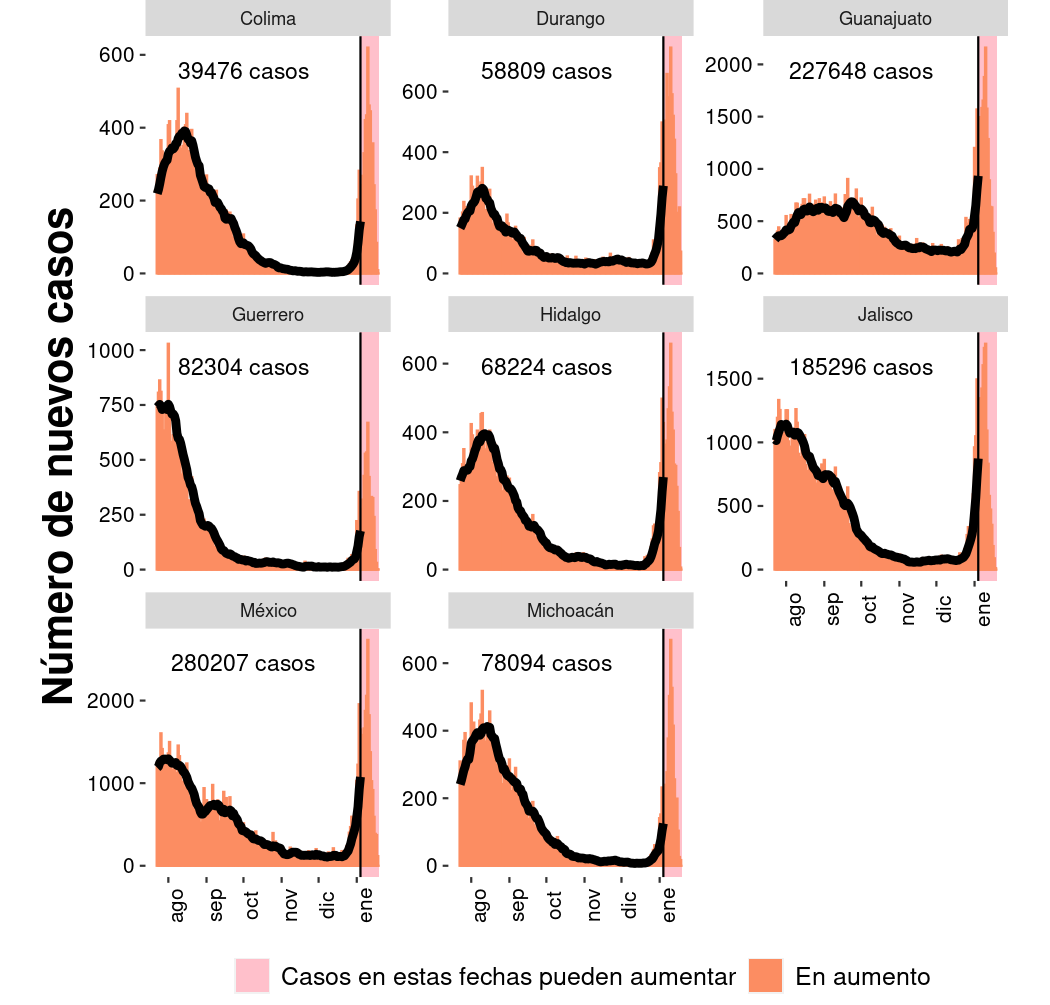 Número de nuevos casos
Colima
39476 casos
600
400
200
0
Durango
58809 casos
600
400
200
0
Guanajuato
227648 casos
2000
1500
1000
500
0
Guerrero
82304 casos
1000
750
500
250
0
Hidalgo
68224 casos
600
400
200
0
Jalisco
185296 casos
1500
1000
500
0
ago sep oct nov dic ene
México
280207 casos
2000
1000
0
ago sep oct nov dic ene
Michoacán
78094 casos
600
400
200
0
ago sep oct nov dic ene
Casos en estas fechas pueden aumentar
En aumento